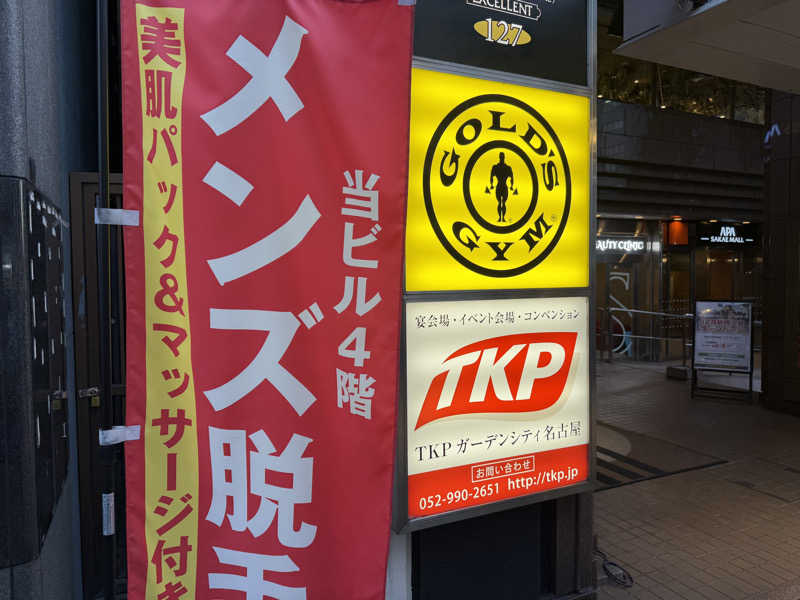 美肌パック&マッサージ付き
メンズ脱毛
当ビル4階
EXCELLENT
127
GOLD'S
GYM
宴会場・イベント会場・コンベンション
TKP
TKP ガーデンシティ名古屋
お問い合わせ
052-990-2651 http://tkp.jp
AUTY CLINIC
APA
SAKAE MALL